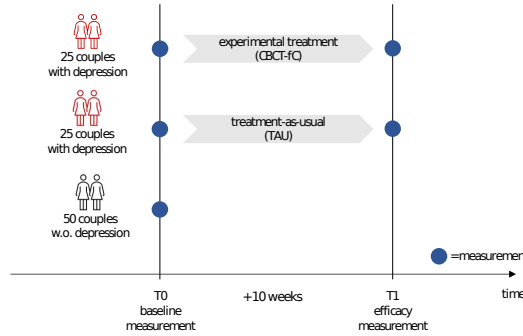 25 couples
with depression
experimental treatment
(CBCT-fC)
25 couples
with depression
treatment-as-usual
(TAU)
50 couples
w.o. depression
=measurement
T0
baseline
measurement
+10 weeks
T1
efficacy
measurement
time